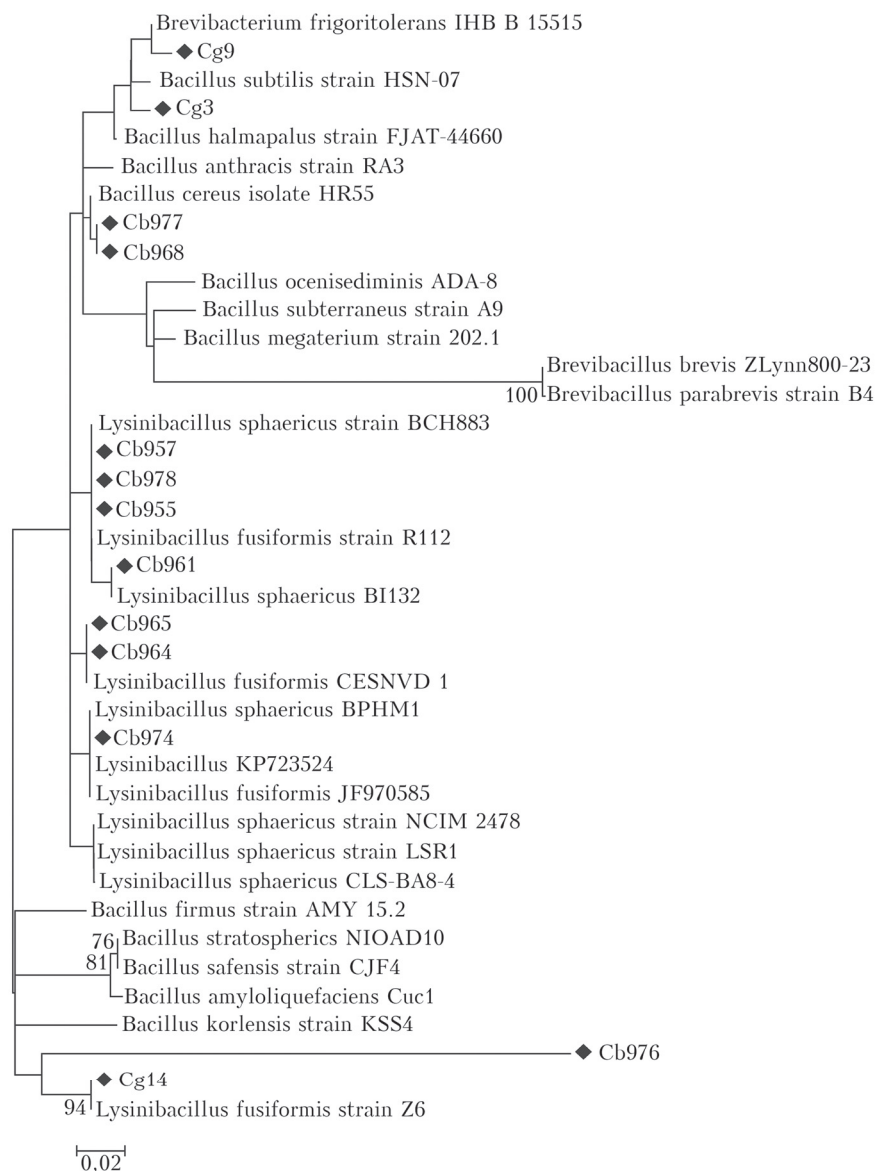 Brevibacterium frigoritolerans IHB B 15515
Cg9
Bacillus subtilis strain HSN-07
Cg3
Bacillus halmapalus strain FJAT-44660
Bacillus anthracis strain RA3
Bacillus cereus isolate HR55
Cb977
Cb968
Bacillus ocenisediminis ADA-8
Bacillus subterraneus strain A9
Bacillus megaterium strain 202.1
Brevibacillus brevis ZLynn800-23
100 Brevibacillus parabrevis strain B4
Lysinibacillus sphaericus strain BCH883
Cb957
Cb978
Cb955
Lysinibacillus fusiformis strain R112
Cb961
Lysinibacillus sphaericus BI132
Cb965
Cb964
Lysinibacillus fusiformis CESNVD 1
Lysinibacillus sphaericus BPHM1
Cb974
Lysinibacillus KP723524
Lysinibacillus fusiformis JF970585
Lysinibacillus sphaericus strain NCIM 2478
Lysinibacillus sphaericus strain LSR1
Lysinibacillus sphaericus CLS-BA8-4
Bacillus firmus strain AMY 15.2
76 Bacillus stratospherics NIOAD10
81 Bacillus safensis strain CJF4
Bacillus amyloliquefaciens Cuc1
Bacillus korlensis strain KSS4
Cb976
Cg14
94 Lysinibacillus fusiformis strain Z6
0,02